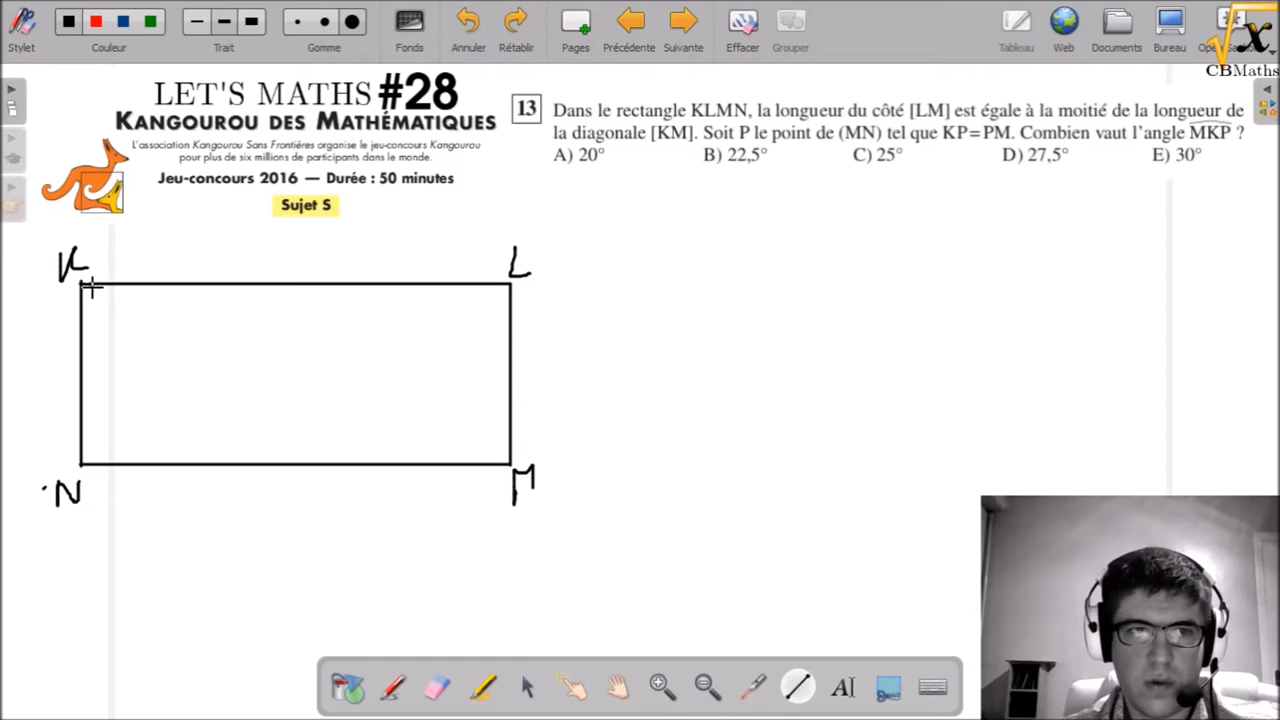 Stylet Couleur Trait Gomme Fonds Annuler Rétablir Pages Précédente Suivante Effacer Grouper Tableau Web Documents Bureau
√x
CBMaths
LET'S MATHS #28
KANGOUROU DES MATHÉMATIQUES
L'association Kangourou Sans Frontières organise le jeu-concours Kangourou
pour plus de six millions de participants dans le monde.
Jeu-concours 2016 — Durée : 50 minutes
Sujet S
13 Dans le rectangle KLMN, la longueur du côté [LM] est égale à la moitié de la longueur de
la diagonale [KM]. Soit P le point de (MN) tel que KP=PM. Combien vaut l'angle MKP ?
A) 20° B) 22,5° C) 25° D) 27,5° E) 30°
K L
N M
AI